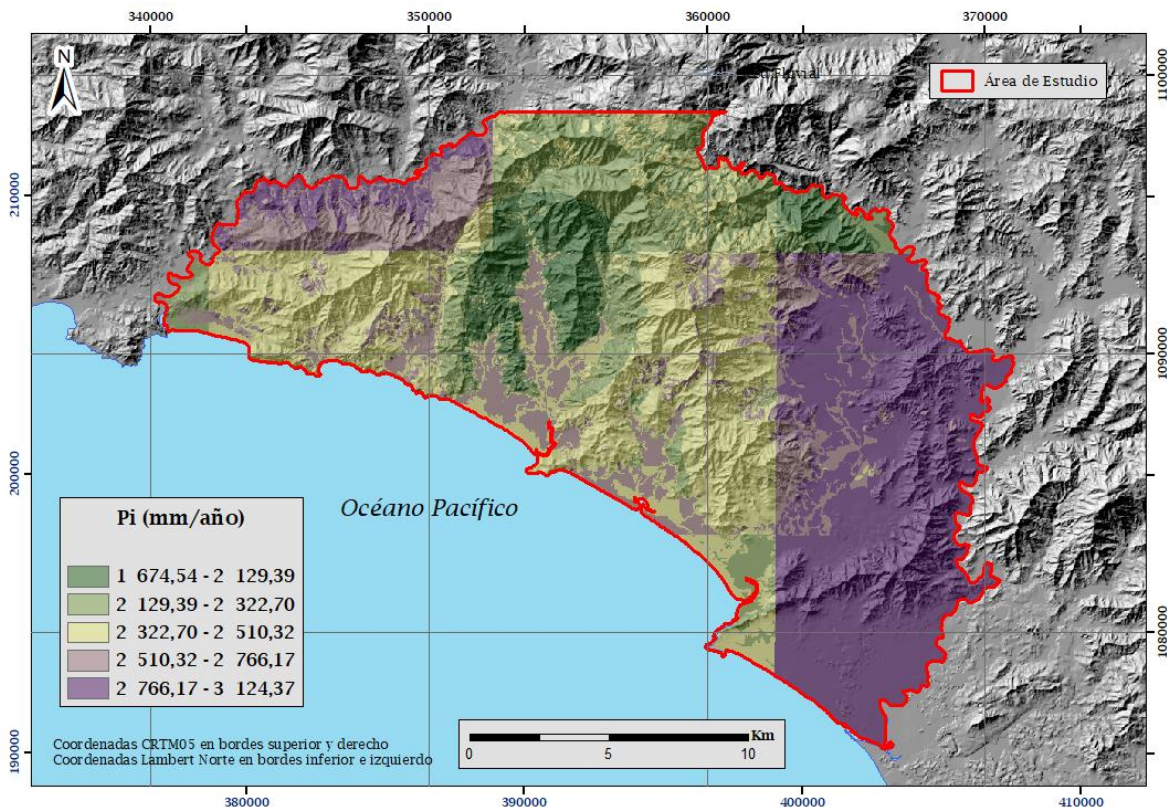 340000 350000 360000 370000
N
Fluvial
1100000
Área de Estudio
210000
1090000
200000
Océano Pacífico
Pi (mm/año)
1 674,54 - 2 129,39
2 129,39 - 2 322,70
2 322,70 - 2 510,32
2 510,32 - 2 766,17
2 766,17 - 3 124,37
1080000
Km
0 5 10
Coordenadas CRTM05 en bordes superior y derecho
Coordenadas Lambert Norte en bordes inferior e izquierdo
190000
380000 390000 400000 410000